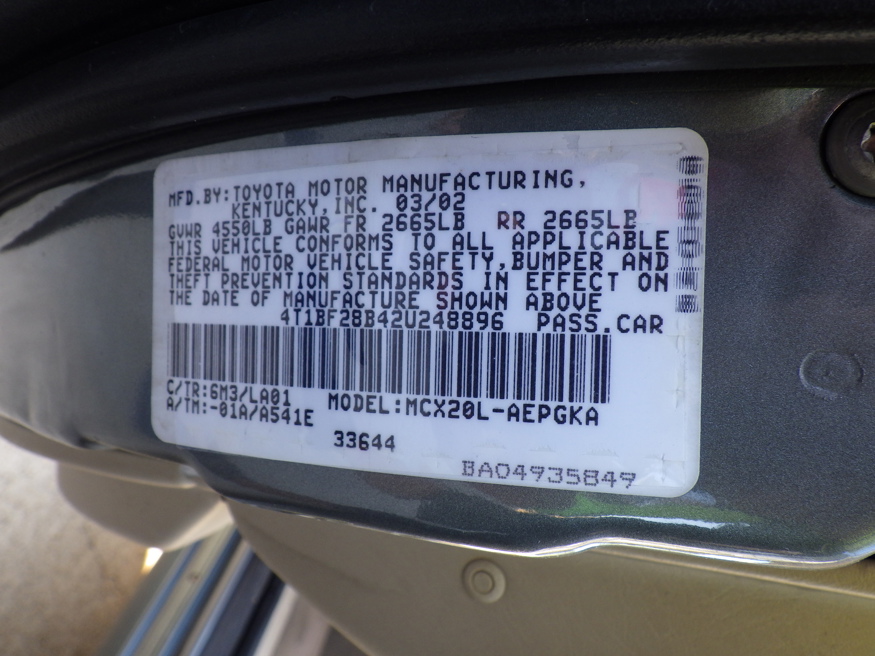 MFD.BY:TOYOTA MOTOR MANUFACTURING,
KENTUCKY,INC. 03/02
GVWR 4550LB GAWR FR 2665LB RR 2665LB
THIS VEHICLE CONFORMS TO ALL APPLICABLE
FEDERAL MOTOR VEHICLE SAFETY,BUMPER AND
THEFT PREVENTION STANDARDS IN EFFECT ON
THE DATE OF MANUFACTURE SHOWN ABOVE
4T1BF28B42U248896 PASS.CAR
C/TR:6M3/LA01
A/TM:-01A/A541E MODEL:MCX20L-AEPGKA
33644
BA04935849